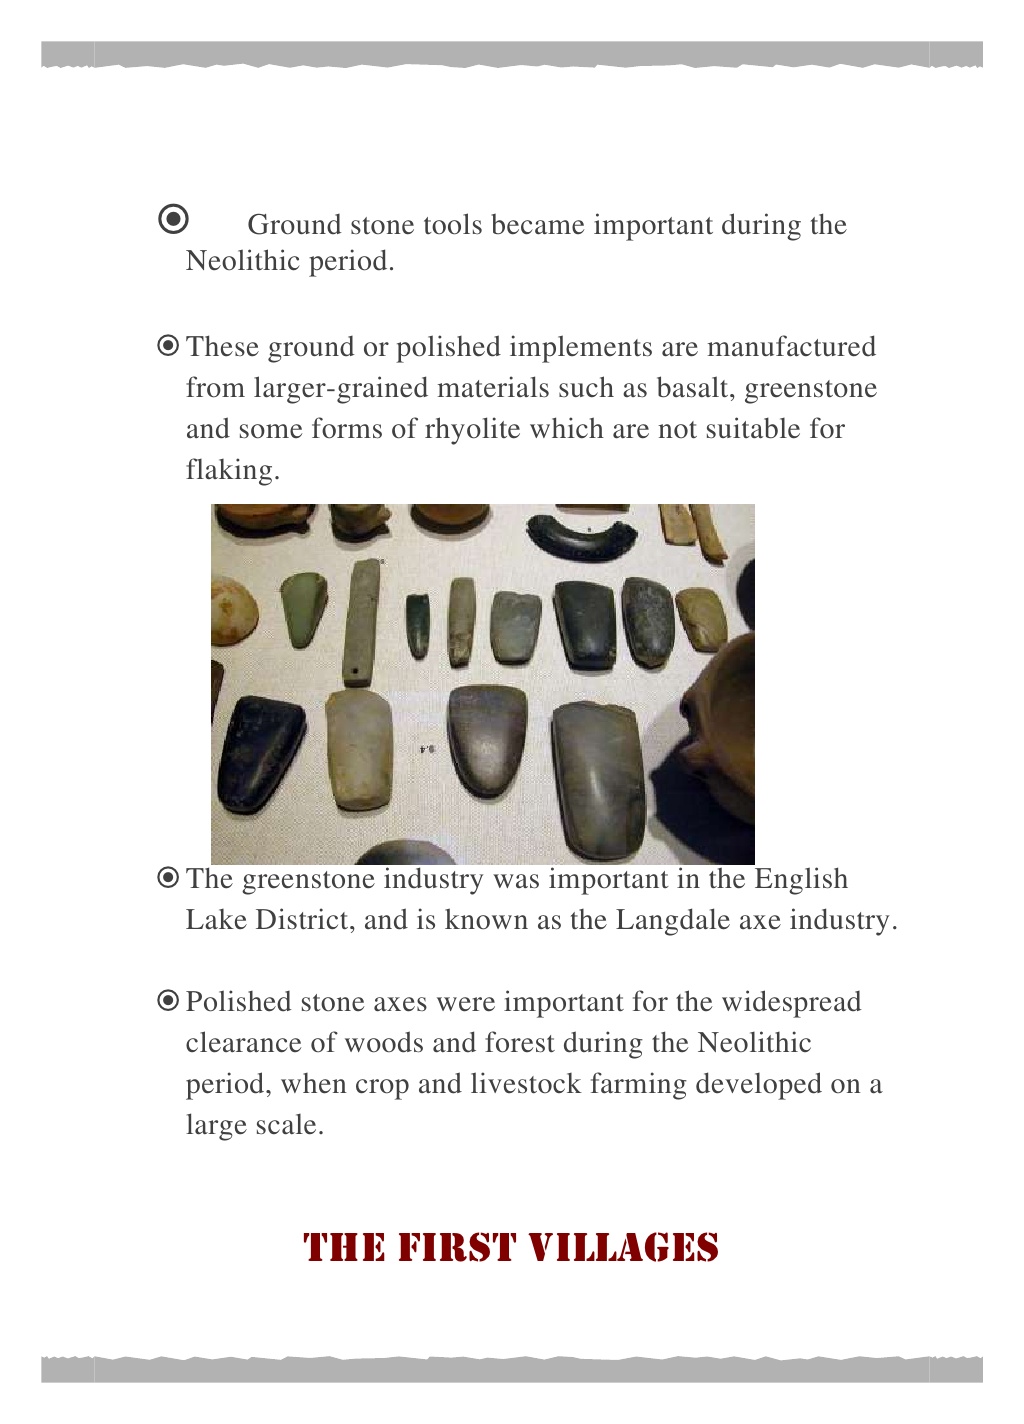 Ground stone tools became important during the
Neolithic period.
These ground or polished implements are manufactured
from larger-grained materials such as basalt, greenstone
and some forms of rhyolite which are not suitable for
flaking.
The greenstone industry was important in the English
Lake District, and is known as the Langdale axe industry.
Polished stone axes were important for the widespread
clearance of woods and forest during the Neolithic
period, when crop and livestock farming developed on a
large scale.
THE FIRST VILLAGES